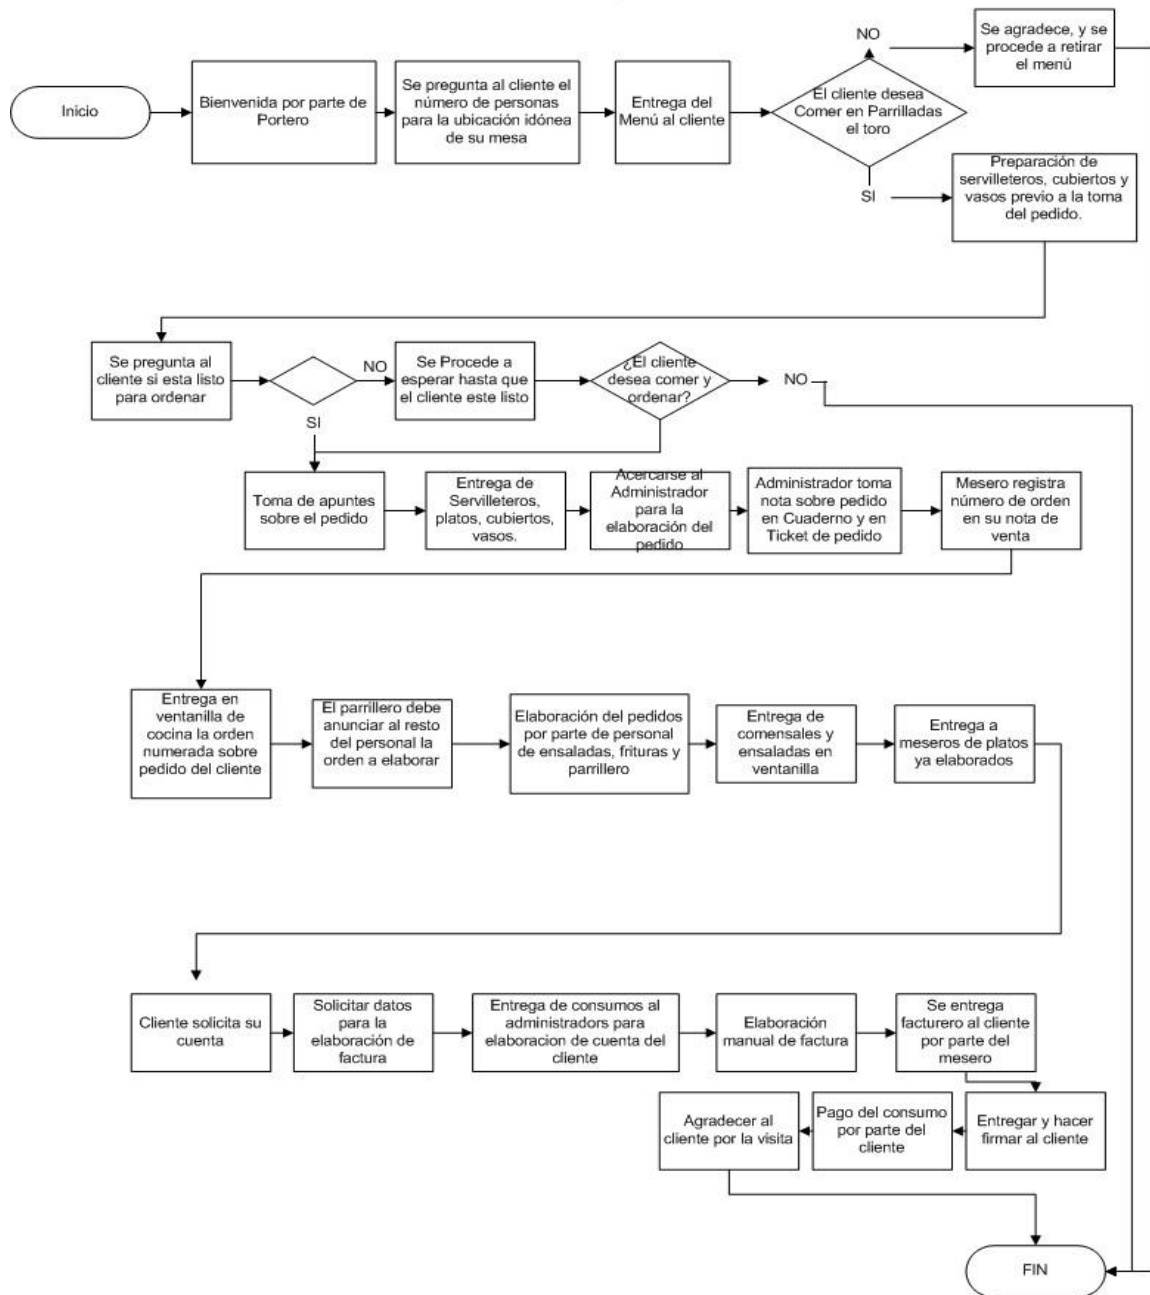 Inicio
Bienvenida por parte de
Portero
Se pregunta al cliente el
número de personas
para la ubicación idónea
de su mesa
Entrega del
Menú al cliente
El cliente desea
Comer en Parrilladas
el toro
NO
Se agradece, y se
procede a retirar
el menú
SI
Preparación de
servilleteros, cubiertos y
vasos previo a la toma
del pedido.
Se pregunta al
cliente si esta listo
para ordenar
NO
SI
Se Procede a
esperar hasta que
el cliente este listo
¿El cliente
desea comer y
ordenar?
NO
Toma de apuntes
sobre el pedido
Entrega de
Servilleteros,
platos, cubiertos,
vasos.
Acercarse al
Administrador
para la
elaboración del
pedido
Administrador toma
nota sobre pedido
en Cuaderno y en
Ticket de pedido
Mesero registra
número de orden
en su nota de
venta
Entrega en
ventanilla de
cocina la orden
numerada sobre
pedido del cliente
El parrillero debe
anunciar al resto
del personal la
orden a elaborar
Elaboración del pedidos
por parte de personal
de ensaladas, frituras y
parrillero
Entrega de
comensales y
ensaladas en
ventanilla
Entrega a
meseros de platos
ya elaborados
Cliente solicita su
cuenta
Solicitar datos
para la
elaboración de
factura
Entrega de consumos al
administradors para
elaboracion de cuenta del
cliente
Elaboración
manual de factura
Se entrega
facturero al cliente
por parte del
mesero
Entregar y hacer
firmar al cliente
Pago del consumo
por parte del
cliente
Agradecer al
cliente por la visita
FIN